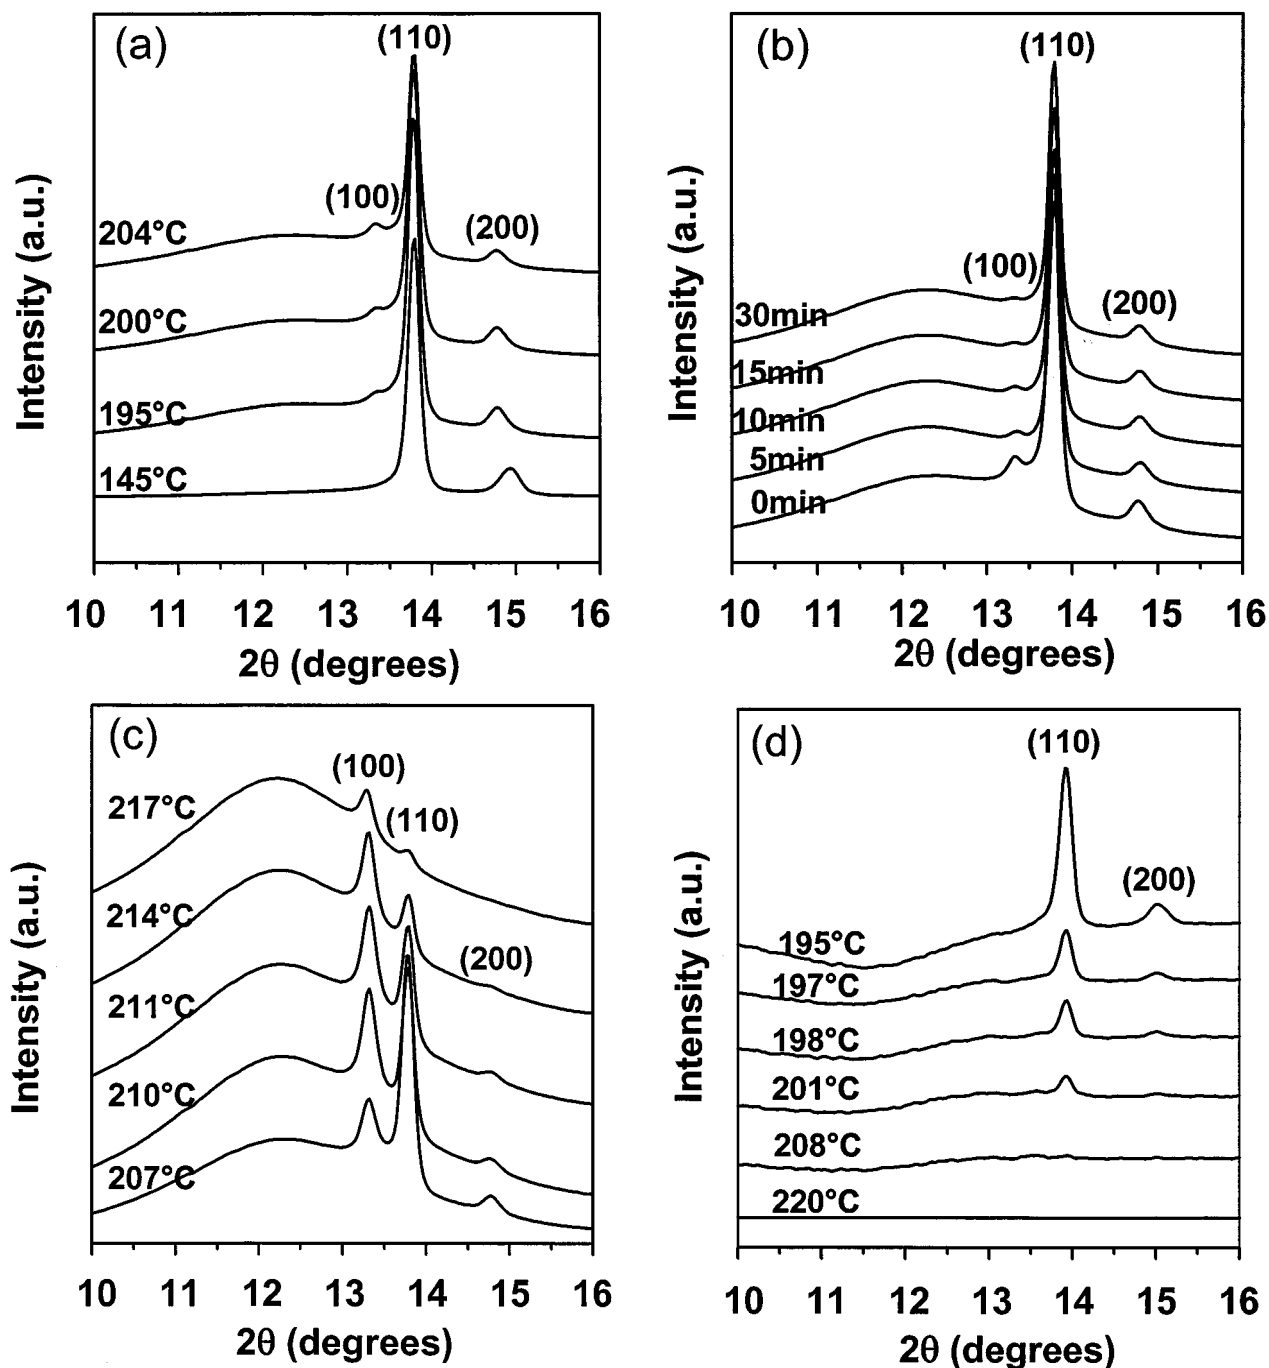 (a)
(110)
(100)
(200)
204°C
200°C
195°C
145°C
Intensity (a.u.)
10 11 12 13 14 15 16
2θ (degrees)
(b)
(110)
(100)
(200)
30min
15min
10min
5min
0min
Intensity (a.u.)
10 11 12 13 14 15 16
2θ (degrees)
(c)
(100)
(110)
(200)
217°C
214°C
211°C
210°C
207°C
Intensity (a.u.)
10 11 12 13 14 15 16
2θ (degrees)
(d)
(110)
(200)
195°C
197°C
198°C
201°C
208°C
220°C
Intensity (a.u.)
10 11 12 13 14 15 16
2θ (degrees)